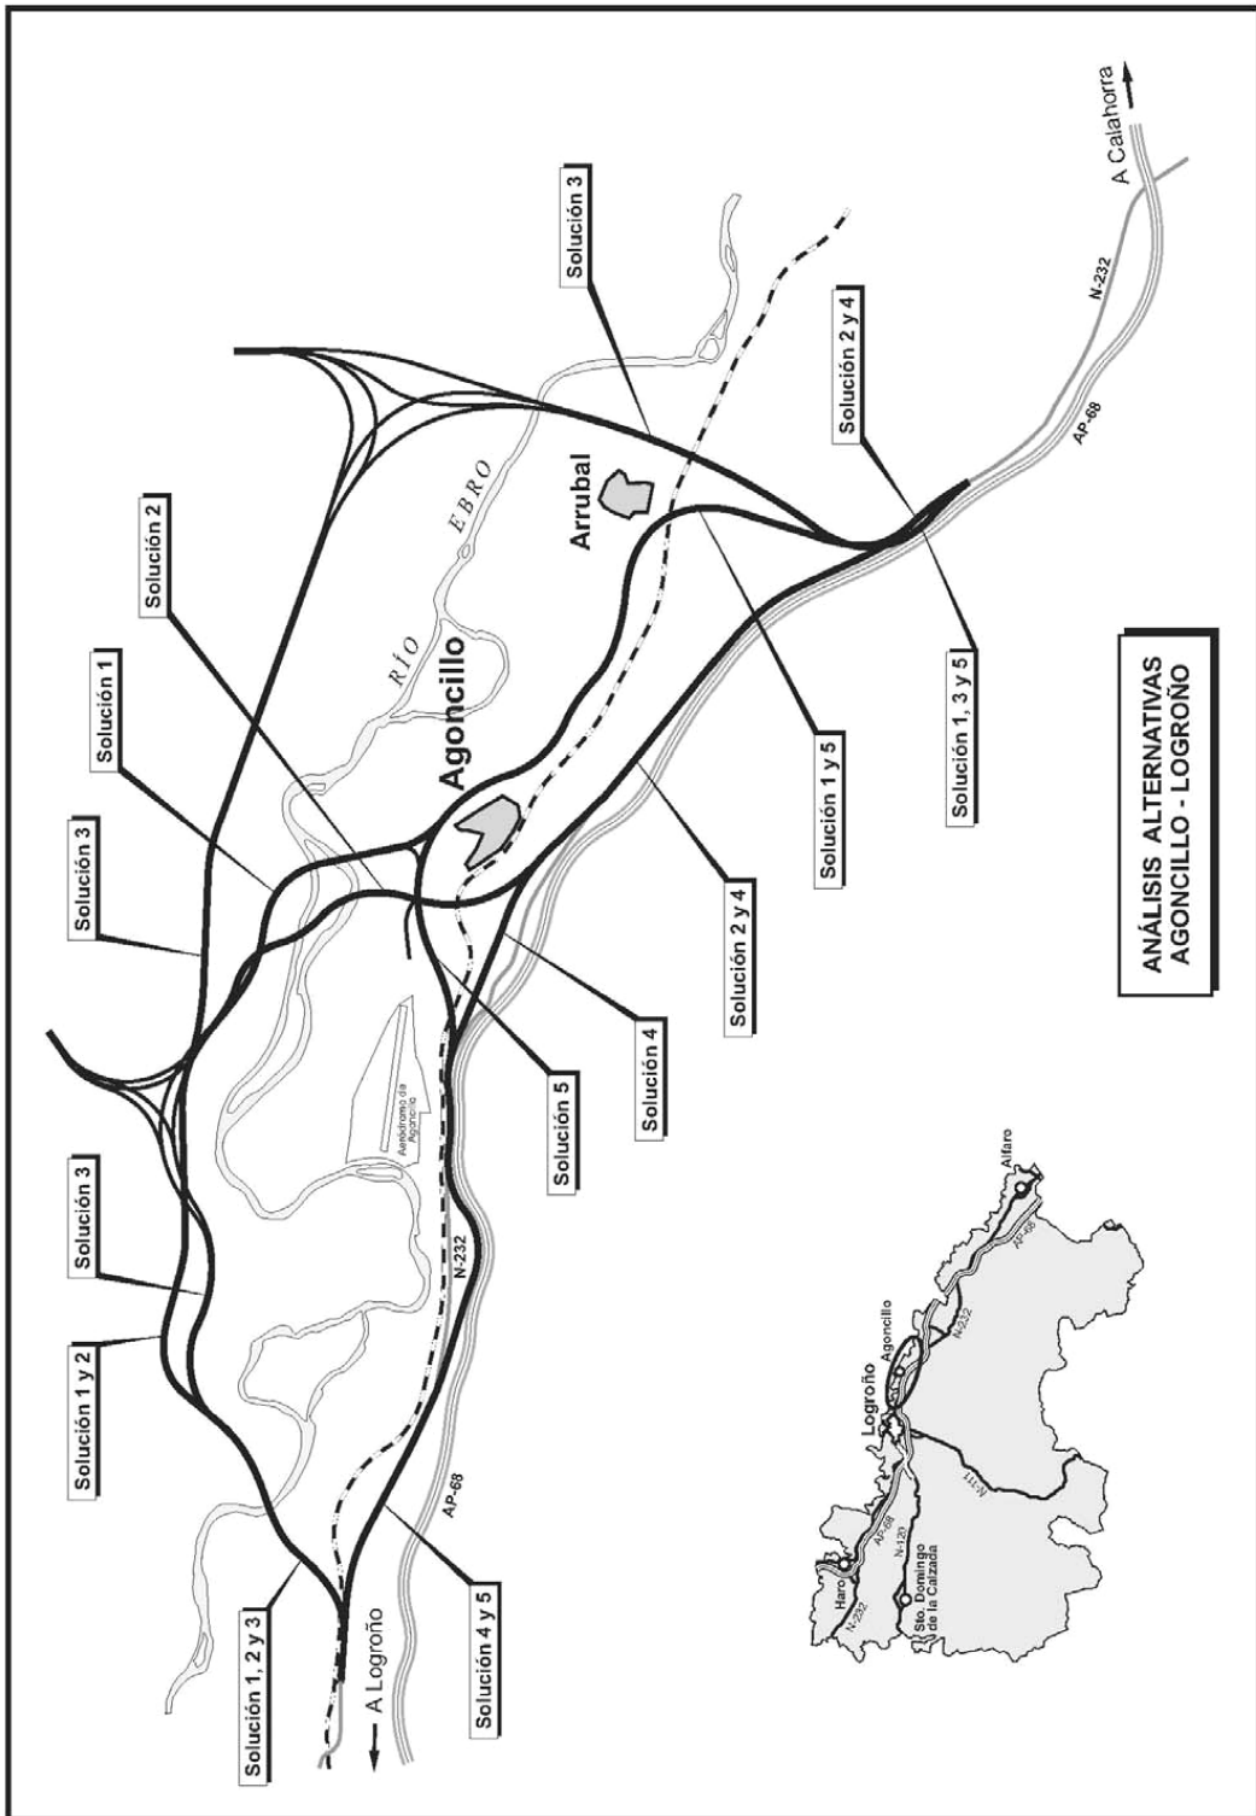 Solución 1 y 2
Solución 3
Solución 3
Solución 1
Solución 2
Solución 3
A Calahorra
RÍO
EBRO
Agoncillo
Arrubal
N-232
AP-68
Aeródromo de
Agoncillo
Solución 2 y 4
Solución 1, 2 y 3
A Logroño
Solución 4 y 5
N-232
AP-68
Solución 5
Solución 4
Solución 2 y 4
Solución 1 y 5
Solución 1, 3 y 5
ANÁLISIS ALTERNATIVAS
AGONCILLO - LOGROÑO
Haro
N-232
AP-68
N-120
Sto. Domingo
de la Calzada
Logroño
Agoncillo
N-111
N-232
AP-68
Alfaro